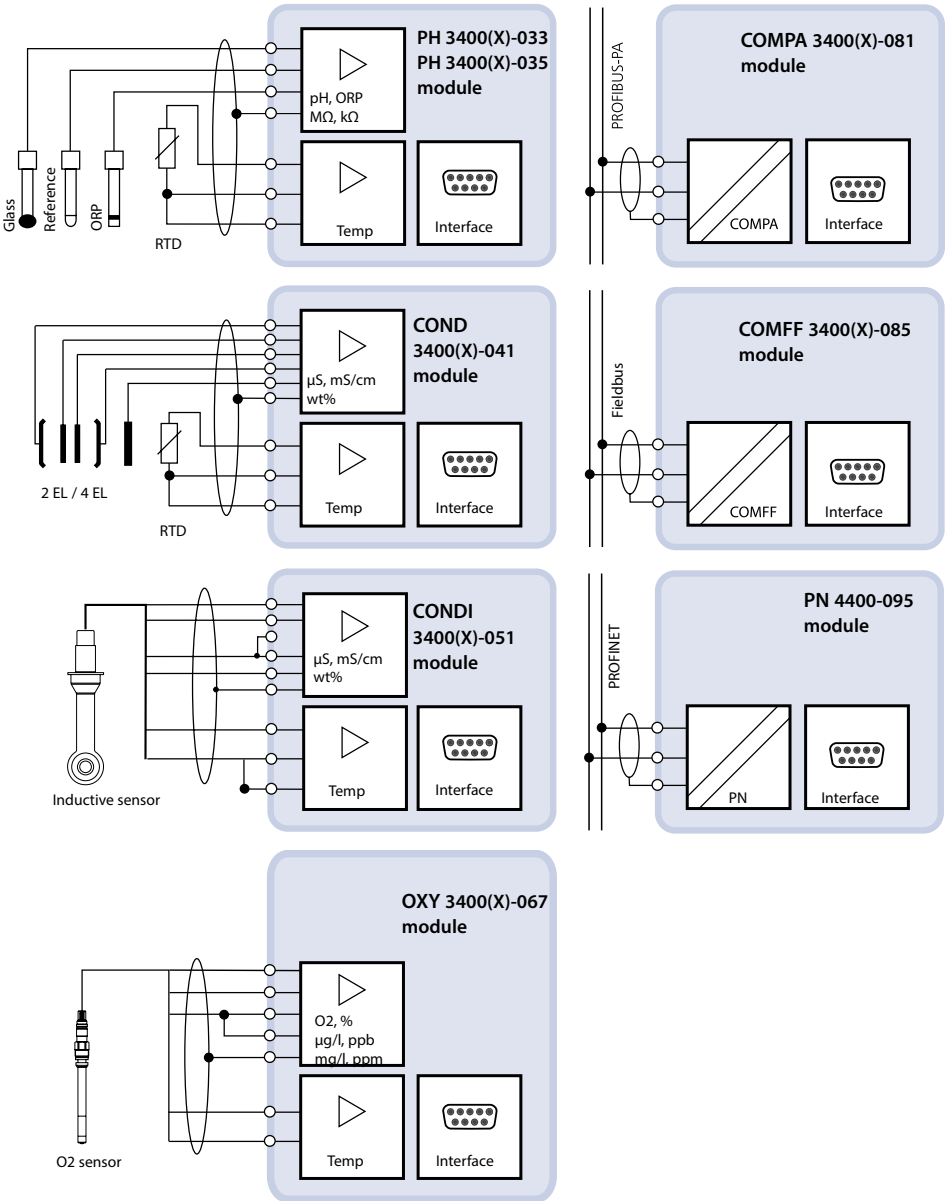 PH 3400(X)-033
PH 3400(X)-035
module
pH, ORP
MΩ, kΩ
Temp
Interface
Glass
Reference
ORP
RTD
COMPA 3400(X)-081
module
PROFIBUS-PA
COMPA
Interface
COND
3400(X)-041
module
µS, mS/cm
wt%
Temp
Interface
2 EL / 4 EL
RTD
COMFF 3400(X)-085
module
Fieldbus
COMFF
Interface
CONDI
3400(X)-051
module
µS, mS/cm
wt%
Temp
Interface
Inductive sensor
PN 4400-095
module
PROFINET
PN
Interface
OXY 3400(X)-067
module
O2, %
µg/l, ppb
mg/l, ppm
Temp
Interface
O2 sensor